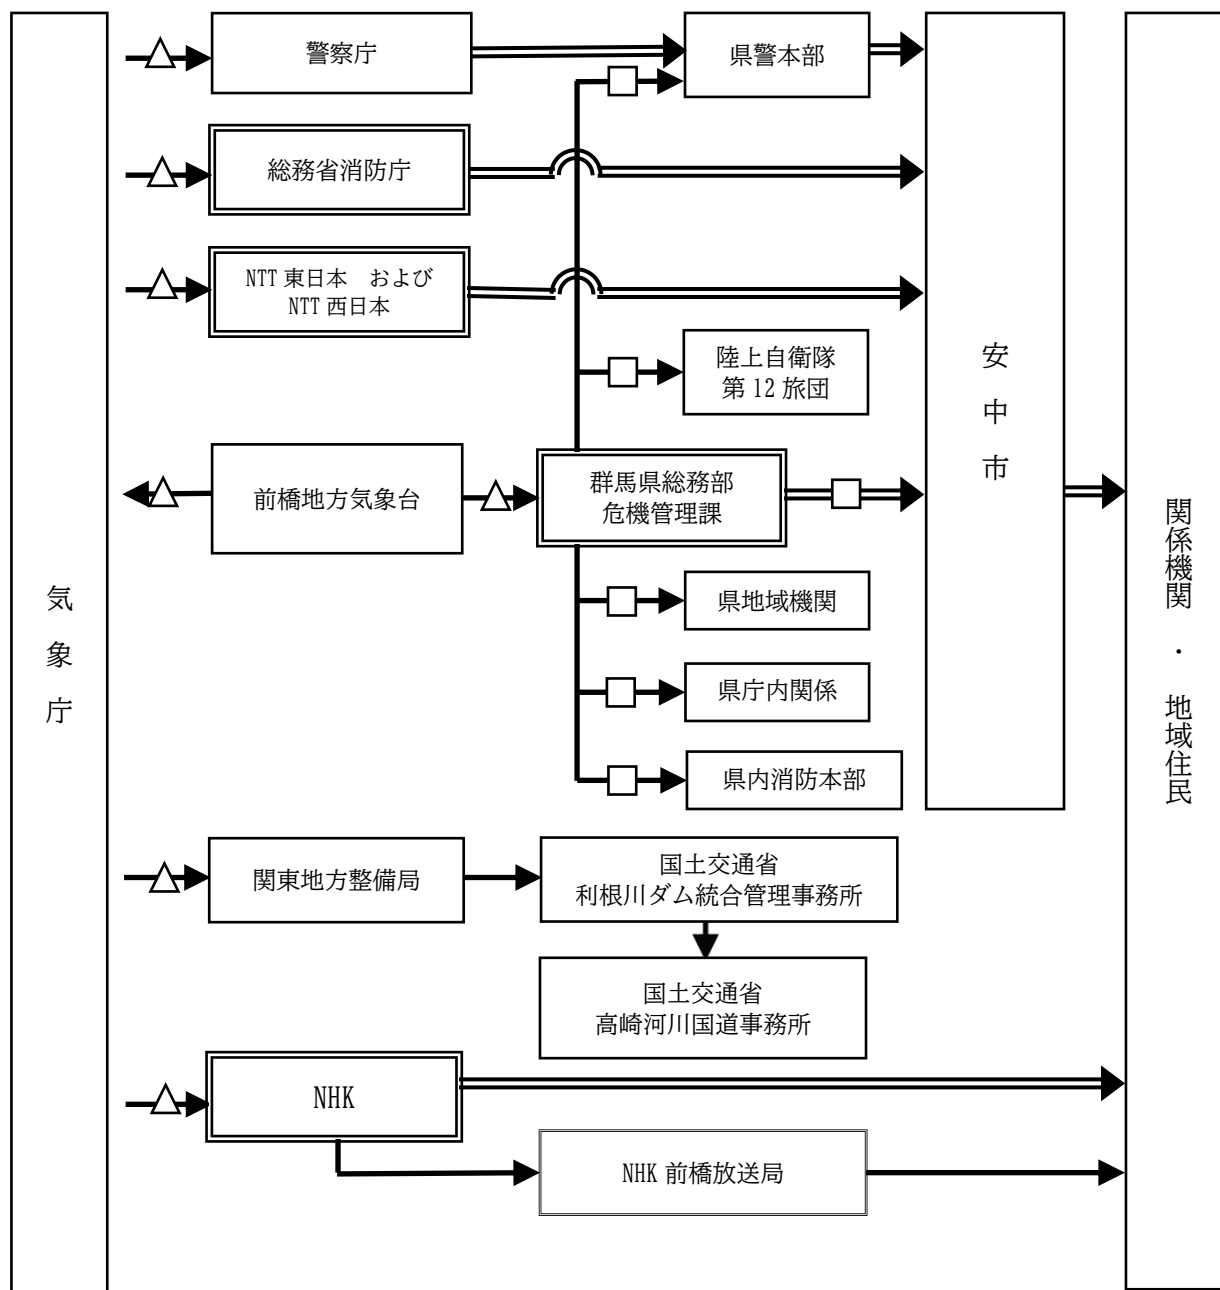 気象庁
警察庁
県警本部
総務省消防庁
NTT 東日本　および
NTT 西日本
陸上自衛隊
第 12 旅団
前橋地方気象台
群馬県総務部
危機管理課
県地域機関
県庁内関係
県内消防本部
安中市
関係機関・地域住民
関東地方整備局
国土交通省
利根川ダム統合管理事務所
国土交通省
高崎河川国道事務所
NHK
NHK 前橋放送局